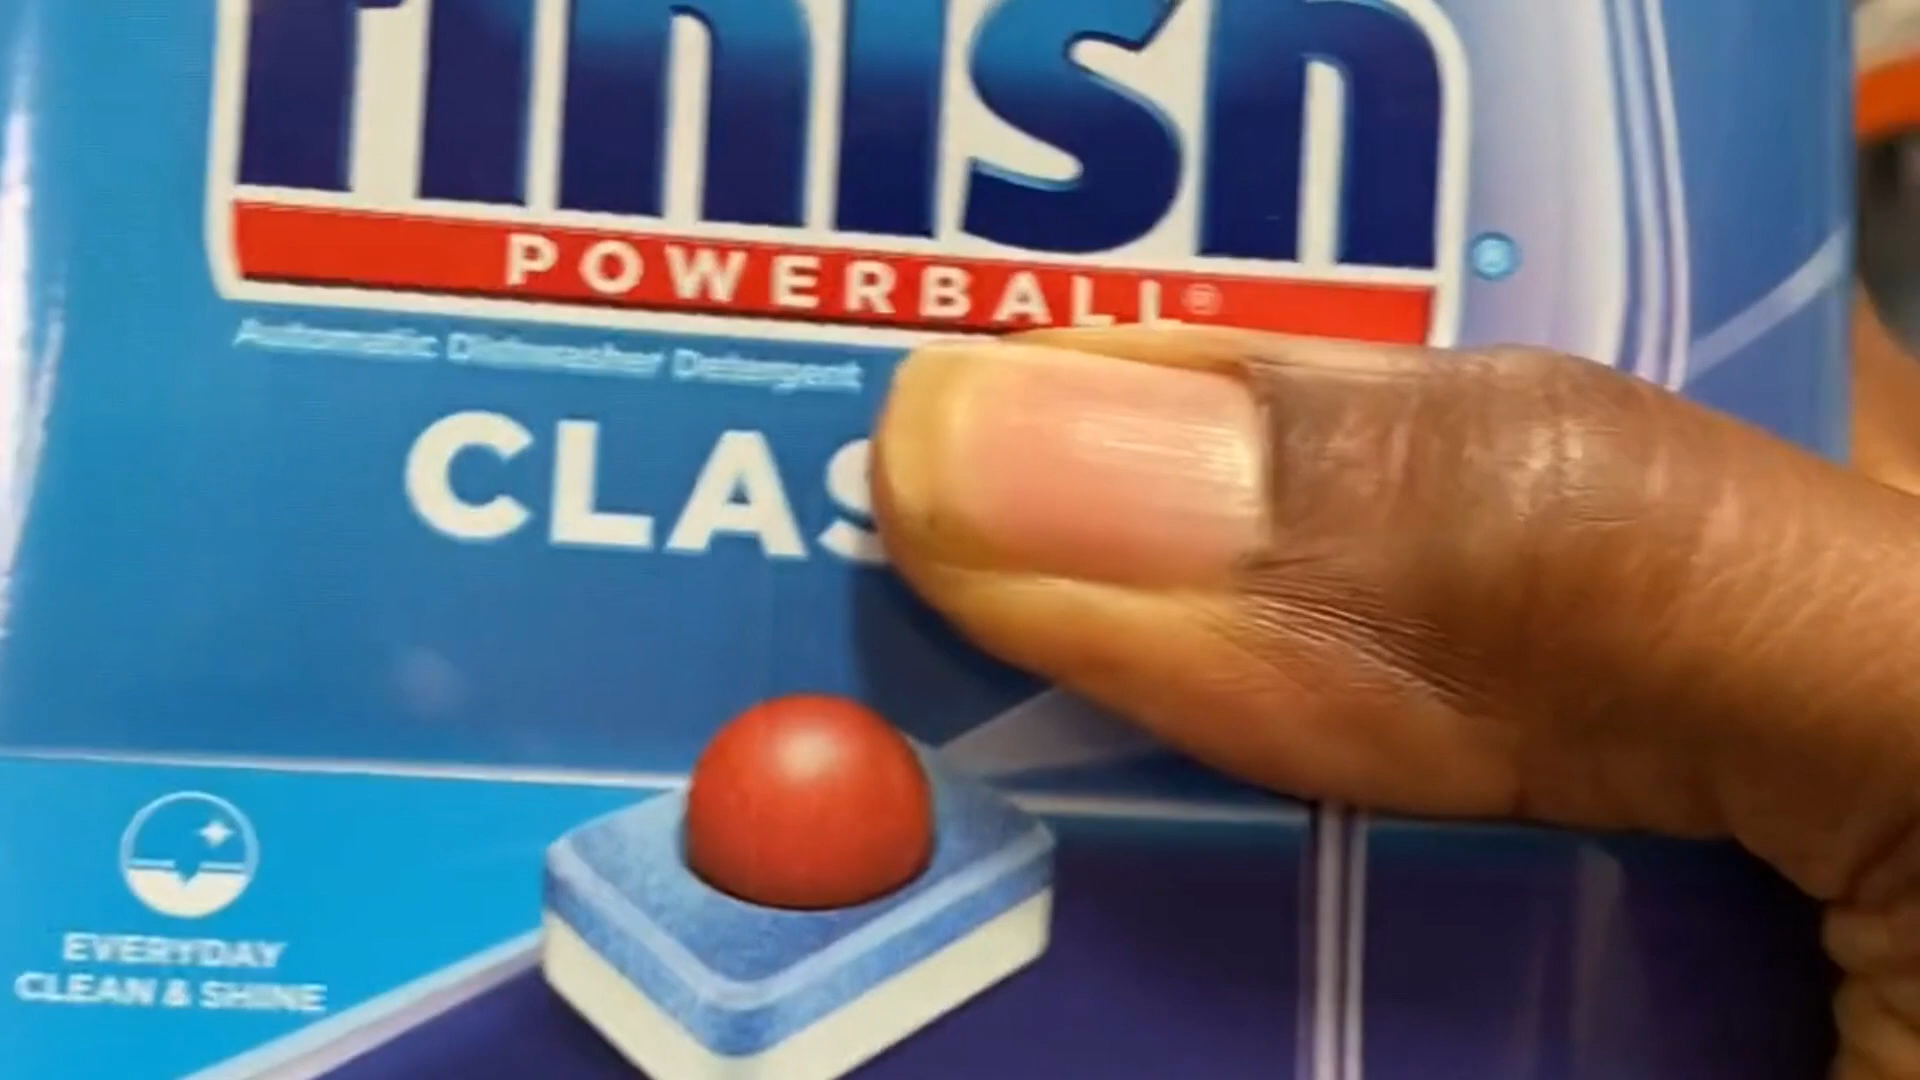 finish
POWERBALL®
®
Automatic Dishwasher Detergent
CLAS
EVERYDAY
CLEAN & SHINE